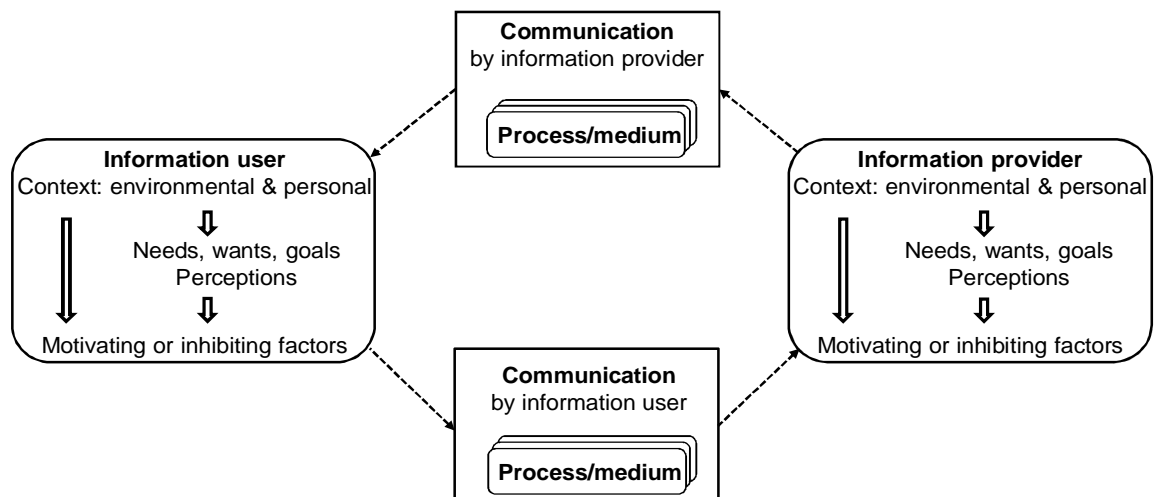 Communication
by information provider
Process/medium
Information user
Context: environmental & personal
Needs, wants, goals
Perceptions
Motivating or inhibiting factors
Information provider
Context: environmental & personal
Needs, wants, goals
Perceptions
Motivating or inhibiting factors
Communication
by information user
Process/medium